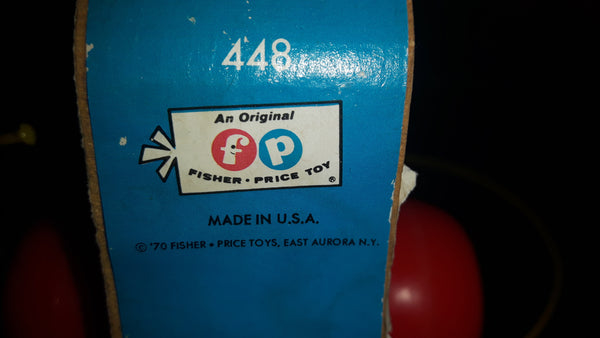 448
An Original
fp
FISHER • PRICE TOY ®
MADE IN U.S.A.
© '70 FISHER • PRICE TOYS, EAST AURORA N.Y.